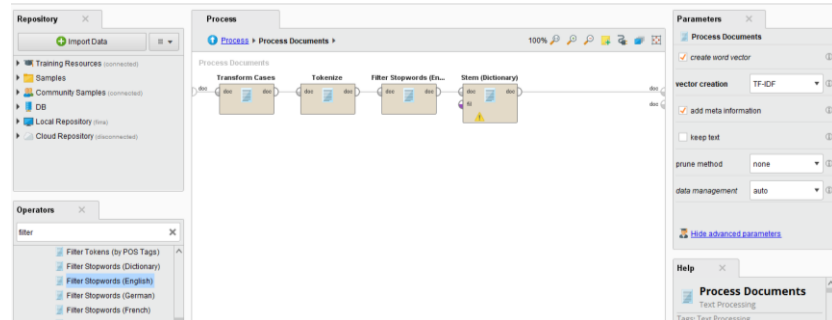 Repository
Import Data
Training Resources (connected)
Samples
Community Samples (connected)
DB
Local Repository
Cloud Repository (disconnected)
Operators
filter
Filter Tokens (by POS Tags)
Filter Stopwords (Dictionary)
Filter Stopwords (English)
Filter Stopwords (German)
Filter Stopwords (French)
Process
Process Process Documents
100%
Process Documents
Transform Cases
Tokenize
Filter Stopwords (En...
Stem (Dictionary)
doc
doc doc
doc doc
doc doc
doc doc
doc
fil
doc
Parameters
Process Documents
create word vector
vector creation TF-IDF
add meta information
keep text
prune method none
data management auto
Hide advanced parameters
Help
Process Documents
Text Processing
Tags: Text Processing